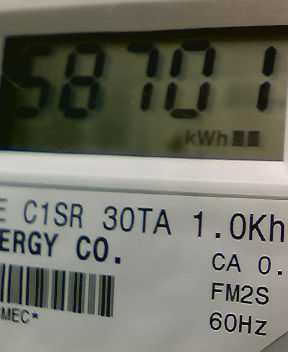 58701
kWh
E C1SR 30TA 1.0Kh
ERGY CO.
CA 0.
FM2S
MEC*
60Hz